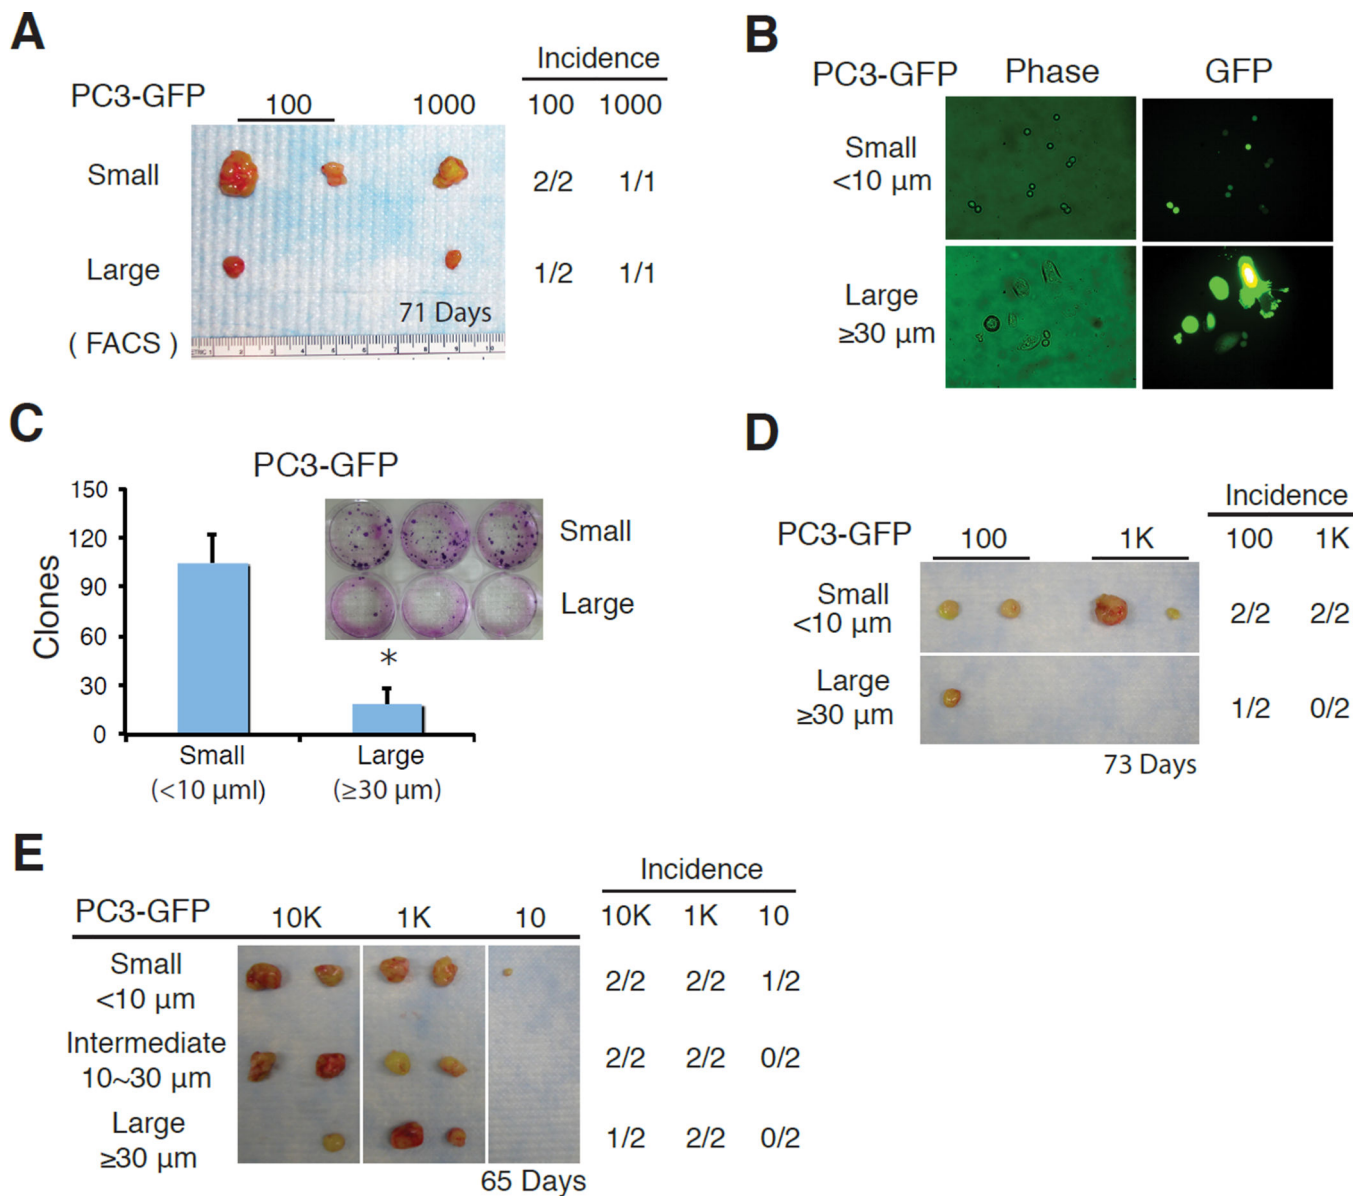 A
Incidence
PC3-GFP 100 1000 100 1000
Small 2/2 1/1
Large 1/2 1/1
71 Days
( FACS )
B
PC3-GFP Phase GFP
Small
<10 µm
Large
≥30 µm
C
PC3-GFP
150
120
90
60
30
0
Clones
Small
Large
*
Small Large
(<10 µml) (≥30 µm)
D
Incidence
PC3-GFP 100 1K 100 1K
Small
<10 µm 2/2 2/2
Large
≥30 µm 1/2 0/2
73 Days
E
Incidence
PC3-GFP 10K 1K 10 10K 1K 10
Small
<10 µm 2/2 2/2 1/2
Intermediate
10~30 µm 2/2 2/2 0/2
Large
≥30 µm 1/2 2/2 0/2
65 Days